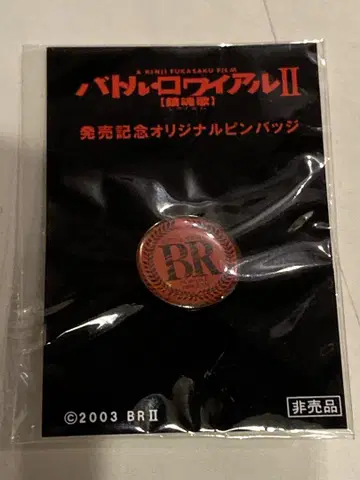 A KINJI FUKASAKU FILM
バトル・ロワイアルII
【鎮魂歌】
発売記念オリジナルピンバッジ
BR
©2003 BRII
非売品